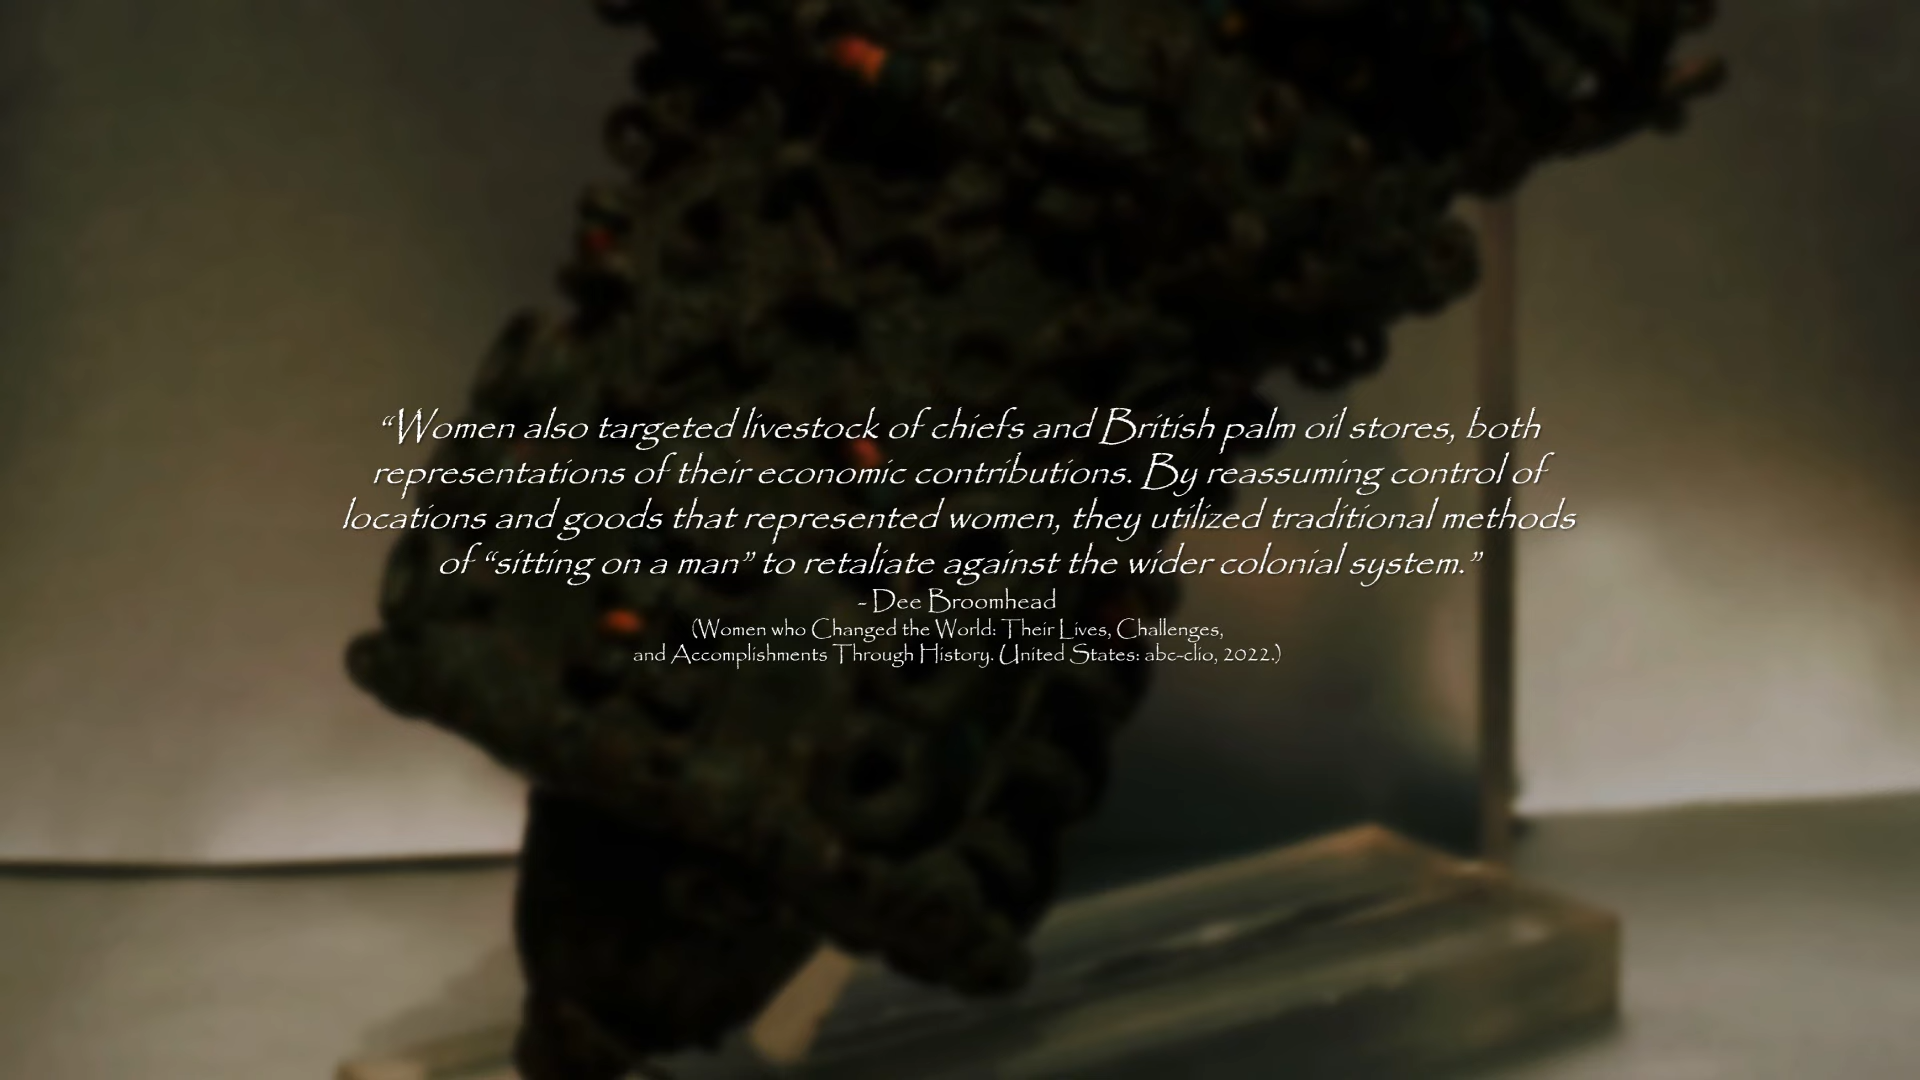 “Women also targeted livestock of chiefs and British palm oil stores, both
representations of their economic contributions. By reassuming control of
locations and goods that represented women, they utilized traditional methods
of “sitting on a man” to retaliate against the wider colonial system.”
- Dee Broomhead
(Women who Changed the World: Their Lives, Challenges,
and Accomplishments Through History. United States: abc-clio, 2022.)